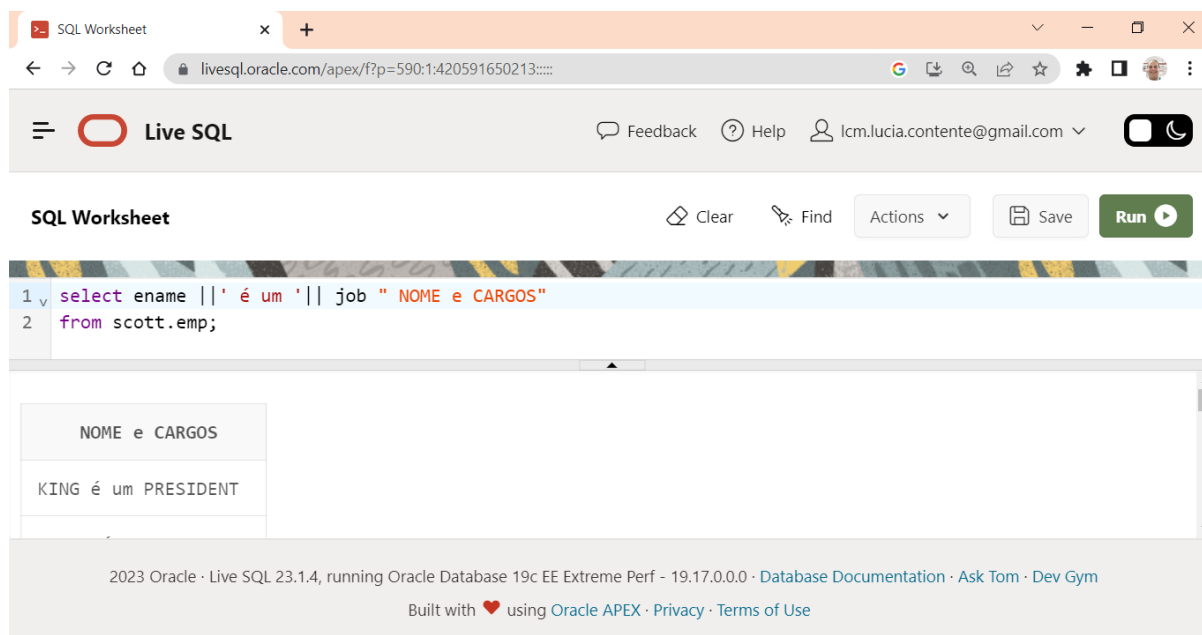 SQL Worksheet
livesql.oracle.com/apex/f?p=590:1:420591650213:::::
Live SQL
Feedback
Help
lcm.lucia.contente@gmail.com
SQL Worksheet
Clear
Find
Actions
Save
Run
1 select ename ||' é um '|| job " NOME e CARGOS"
2 from scott.emp;
NOME e CARGOS
KING é um PRESIDENT
2023 Oracle · Live SQL 23.1.4, running Oracle Database 19c EE Extreme Perf - 19.17.0.0.0 · Database Documentation · Ask Tom · Dev Gym
Built with ❤ using Oracle APEX · Privacy · Terms of Use